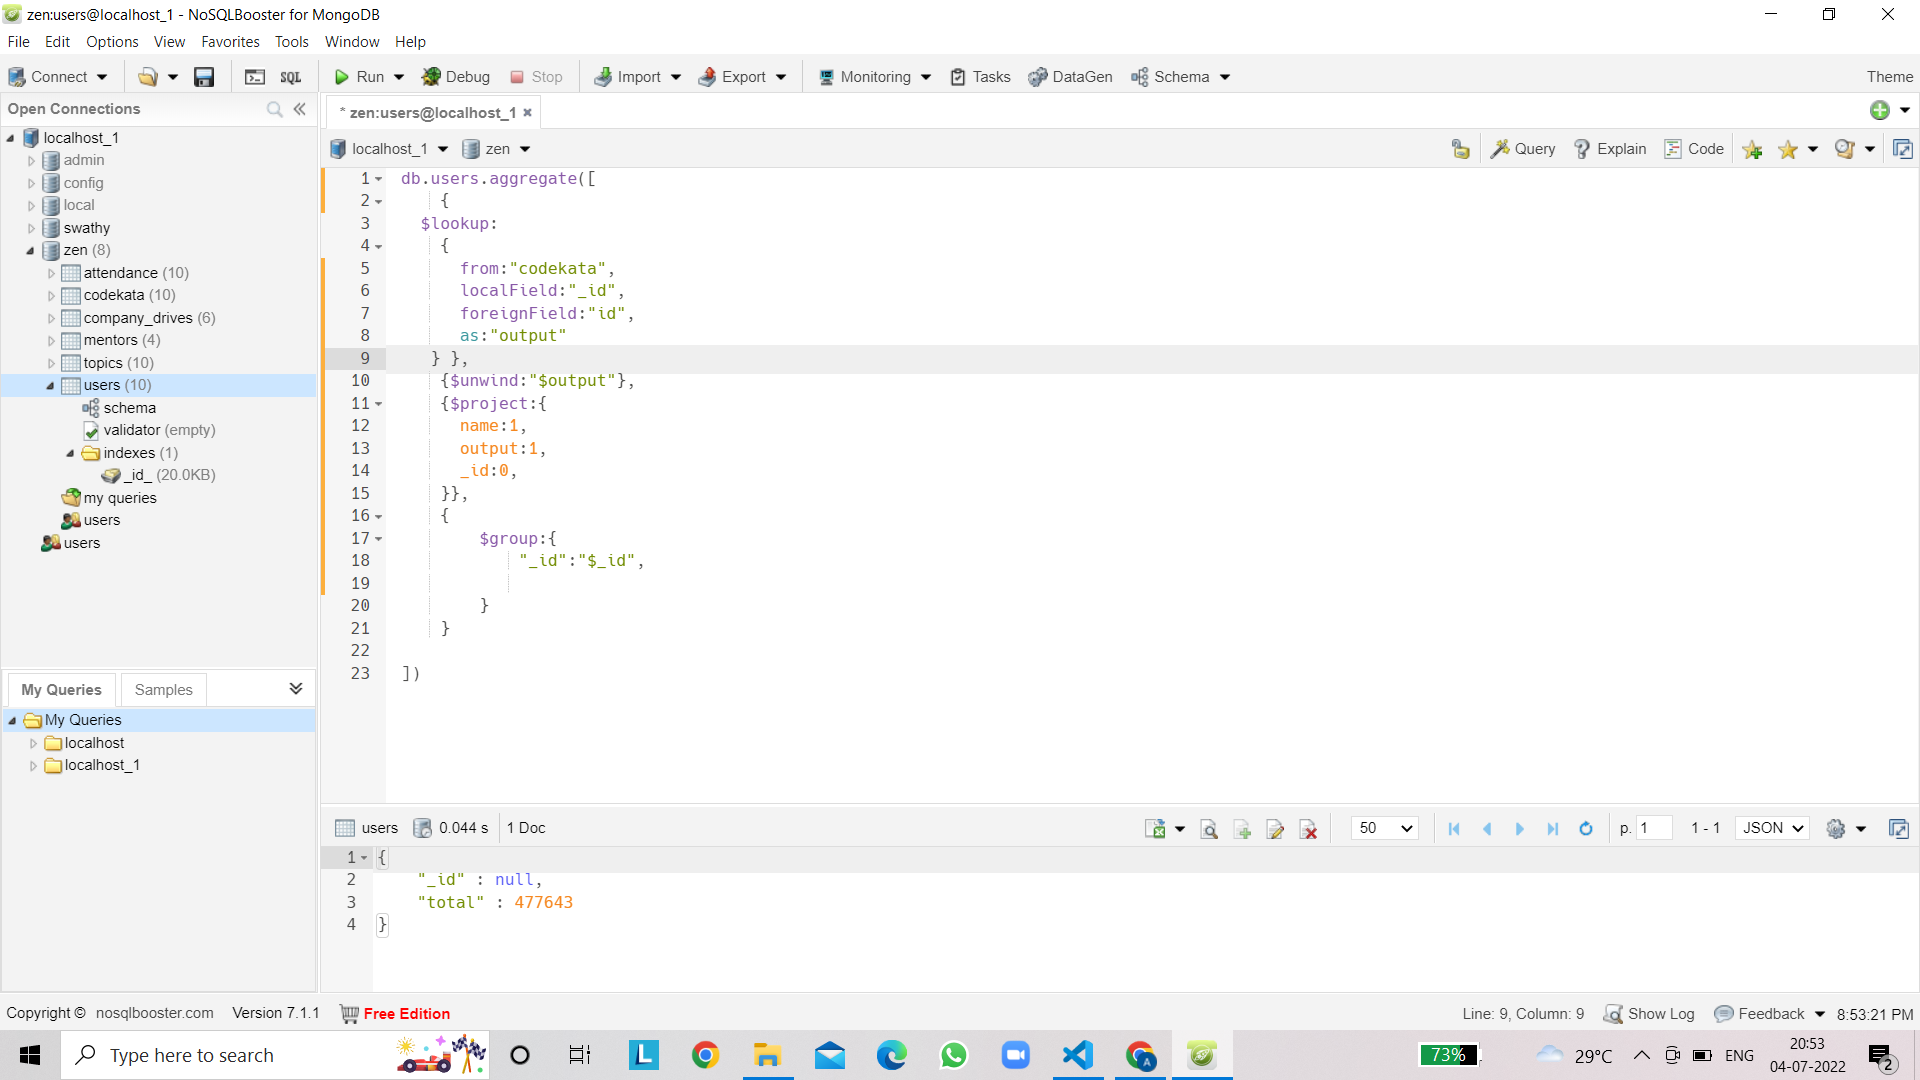 zen:users@localhost_1 - NoSQLBooster for MongoDB
File Edit Options View Favorites Tools Window Help
Connect SQL Run Debug Stop Import Export Monitoring Tasks DataGen Schema Theme
Open Connections
localhost_1
admin
config
local
swathy
zen (8)
attendance (10)
codekata (10)
company_drives (6)
mentors (4)
topics (10)
users (10)
schema
validator (empty)
indexes (1)
_id_ (20.0KB)
my queries
users
users
My Queries Samples
My Queries
localhost
localhost_1
* zen:users@localhost_1
localhost_1 zen Query Explain Code
1 db.users.aggregate([
2 {
3 $lookup:
4 {
5 from:"codekata",
6 localField:"_id",
7 foreignField:"id",
8 as:"output"
9 } },
10 {$unwind:"$output"},
11 {$project:{
12 name:1,
13 output:1,
14 _id:0,
15 }},
16 {
17 $group:{
18 "_id":"$_id",
19
20 }
21 }
22
23 ])
users 0.044 s 1 Doc 50 p. 1 1 - 1 JSON
1 {
2 "_id" : null,
3 "total" : 477643
4 }
Copyright © nosqlbooster.com Version 7.1.1 Free Edition Line: 9, Column: 9 Show Log Feedback 8:53:21 PM
Type here to search L 73% 29°C ENG 20:53
04-07-2022 2